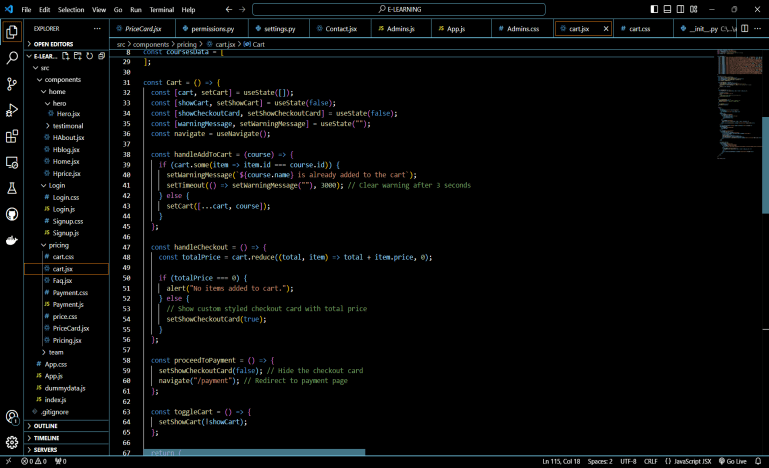 File Edit Selection View Go Run Terminal Help
E-LEARNING
EXPLORER
PriceCard.jsx permissions.py settings.py Contact.jsx Admins.js App.js Admins.css cart.jsx cart.css __init__.py
src > components > pricing > cart.jsx > Cart
OPEN EDITORS
E-LEAR...
src
components
home
hero
Hero.jsx
testimonal
HAbout.jsx
Hblog.jsx
Home.jsx
Hprice.jsx
Login
Login.css
Login.js
Signup.css
Signup.js
pricing
cart.css
cart.jsx
Faq.jsx
Payment.css
Payment.js
price.css
PriceCard.jsx
Pricing.jsx
team
App.css
App.js
dummydata.js
index.js
.gitignore
OUTLINE
TIMELINE
SERVERS
8 const coursesData = [
29 ];
30
31 const Cart = () => {
32 const [cart, setCart] = useState([]);
33 const [showCart, setShowCart] = useState(false);
34 const [showCheckoutCard, setShowCheckoutCard] = useState(false);
35 const [warningMessage, setWarningMessage] = useState("");
36 const navigate = useNavigate();
37
38 const handleAddToCart = (course) => {
39 if (cart.some(item => item.id === course.id)) {
40 setWarningMessage(`${course.name} is already added to the cart`);
41 setTimeout(() => setWarningMessage(""), 3000); // Clear warning after 3 seconds
42 } else {
43 setCart([...cart, course]);
44 }
45 };
46
47 const handleCheckout = () => {
48 const totalPrice = cart.reduce((total, item) => total + item.price, 0);
49
50 if (totalPrice === 0) {
51 alert("No items added to cart.");
52 } else {
53 // Show custom styled checkout card with total price
54 setShowCheckoutCard(true);
55 }
56 };
57
58 const proceedToPayment = () => {
59 setShowCheckoutCard(false); // Hide the checkout card
60 navigate("/payment"); // Redirect to payment page
61 };
62
63 const toggleCart = () => {
64 setShowCart(!showCart);
65 };
66
67 return (
0 0 0 Ln 115, Col 18 Spaces: 2 UTF-8 CRLF {} JavaScript JSX Go Live